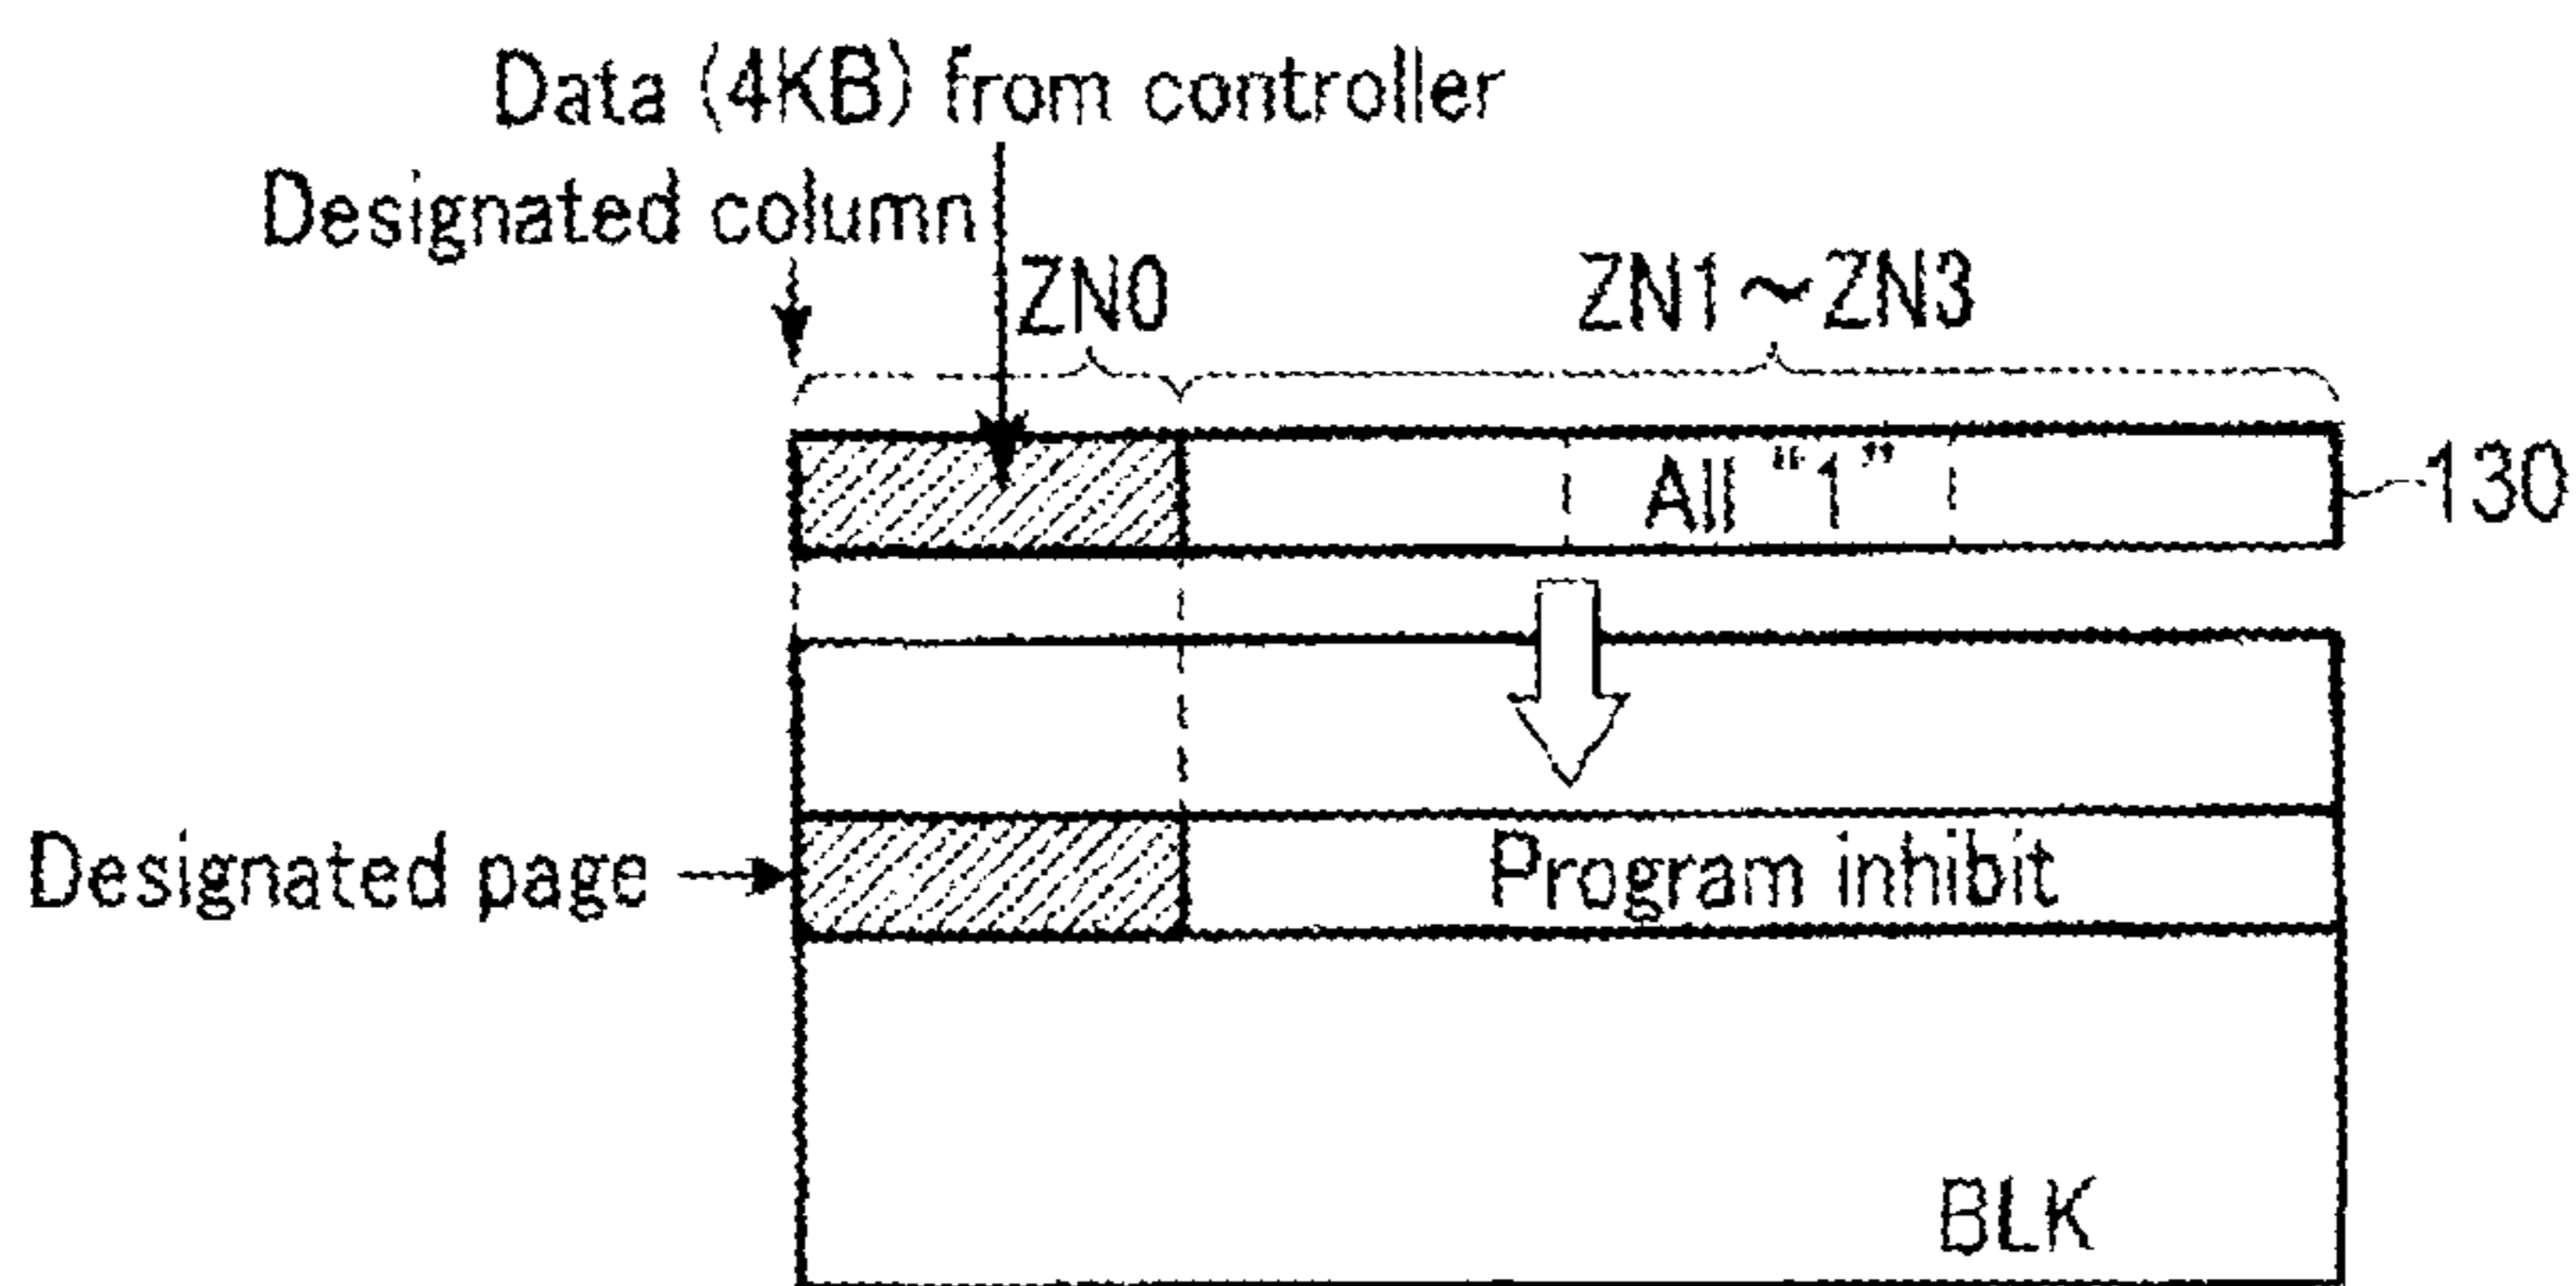 Data (4KB) from controller
Designated column
ZN0
ZN1~ZN3
All "1"
130
Designated page
Program inhibit
BLK